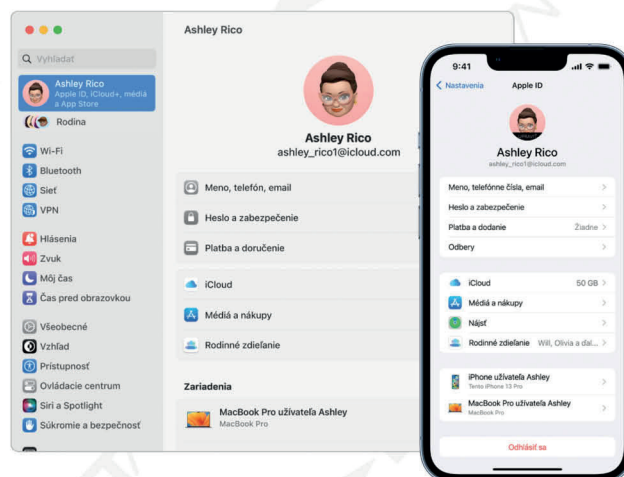 Ashley Rico
Vyhľadať
Ashley Rico
Apple ID, iCloud+, médiá
a App Store
Rodina
Wi-Fi
Bluetooth
Sieť
VPN
Hlásenia
Zvuk
Môj čas
Čas pred obrazovkou
Všeobecné
Vzhľad
Prístupnosť
Ovládacie centrum
Siri a Spotlight
Súkromie a bezpečnosť
Ashley Rico
ashley_rico1@icloud.com
Meno, telefón, email
Heslo a zabezpečenie
Platba a doručenie
iCloud
Médiá a nákupy
Rodinné zdieľanie
Zariadenia
MacBook Pro užívateľa Ashley
MacBook Pro
9:41
Nastavenia
Apple ID
Ashley Rico
ashley_rico1@icloud.com
Meno, telefónne čísla, email
Heslo a zabezpečenie
Platba a dodanie Žiadne
Odbery
iCloud 50 GB
Médiá a nákupy
Nájsť
Rodinné zdieľanie Will, Olivia a ďal...
iPhone užívateľa Ashley
Tento iPhone 13 Pro
MacBook Pro užívateľa Ashley
MacBook Pro
Odhlásiť sa